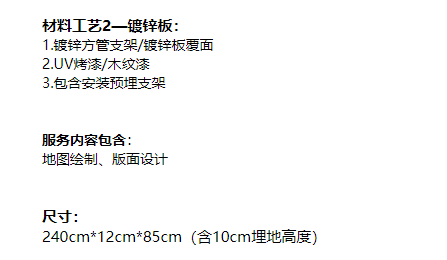 材料工艺2—镀锌板：
1.镀锌方管支架/镀锌板覆面
2.UV烤漆/木纹漆
3.包含安装预埋支架
服务内容包含：
地图绘制、版面设计
尺寸：
240cm*12cm*85cm（含10cm埋地高度）